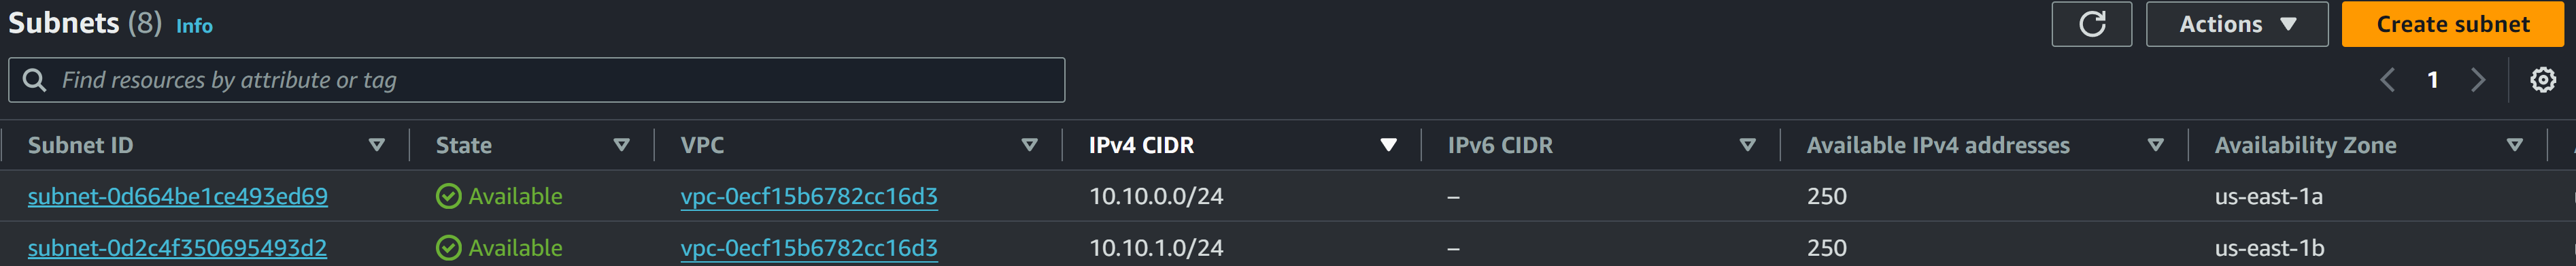 Subnets (8) Info Actions Create subnet
Find resources by attribute or tag 1
Subnet ID State VPC IPv4 CIDR IPv6 CIDR Available IPv4 addresses Availability Zone
subnet-0d664be1ce493ed69 Available vpc-0ecf15b6782cc16d3 10.10.0.0/24 – 250 us-east-1a
subnet-0d2c4f350695493d2 Available vpc-0ecf15b6782cc16d3 10.10.1.0/24 – 250 us-east-1b